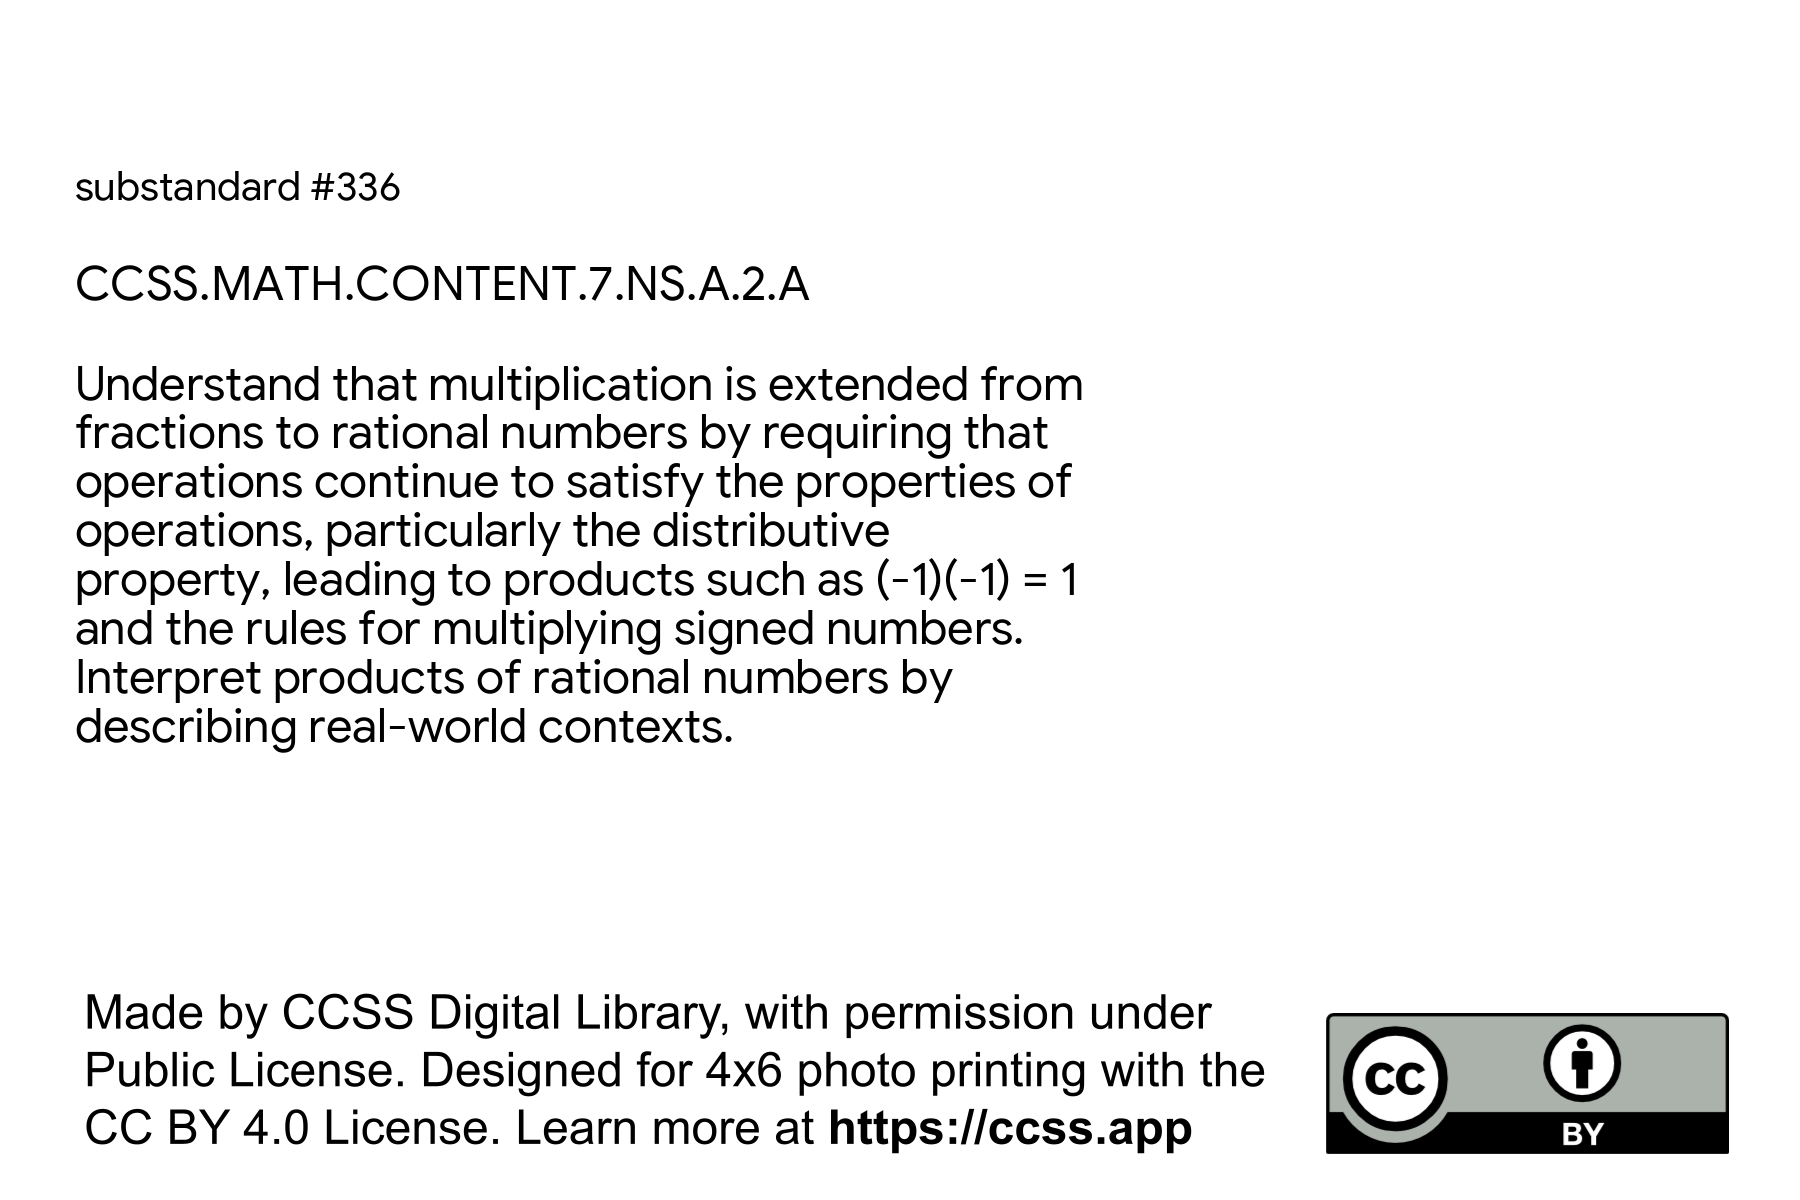 substandard #336
CCSS.MATH.CONTENT.7.NS.A.2.A
Understand that multiplication is extended from
fractions to rational numbers by requiring that
operations continue to satisfy the properties of
operations, particularly the distributive
property, leading to products such as (-1)(-1) = 1
and the rules for multiplying signed numbers.
Interpret products of rational numbers by
describing real-world contexts.
Made by CCSS Digital Library, with permission under
Public License. Designed for 4x6 photo printing with the
CC BY 4.0 License. Learn more at https://ccss.app
CC
BY